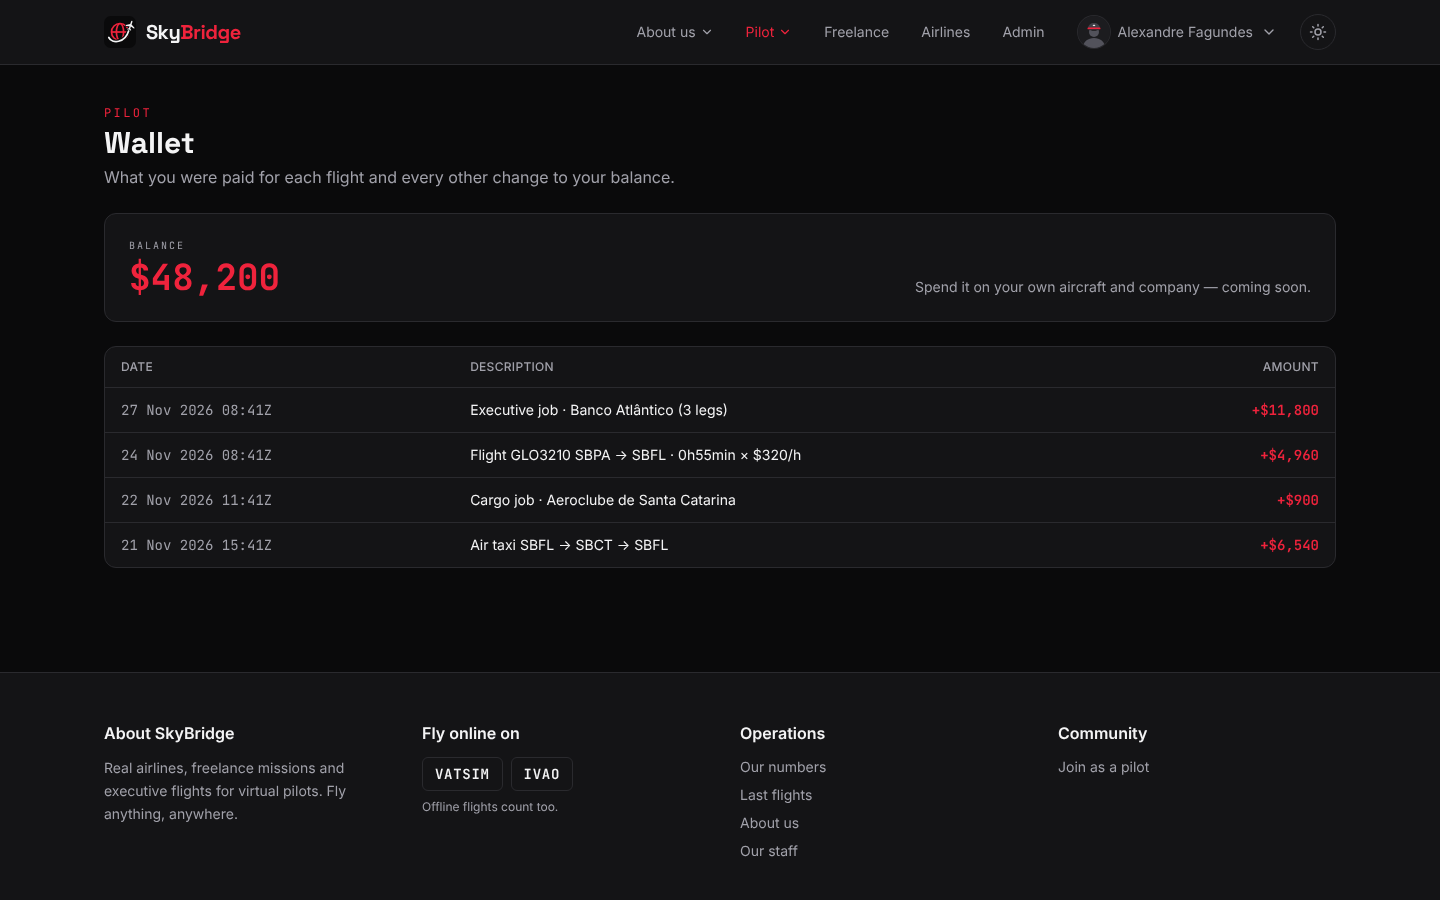 SkyBridge
About us
Pilot
Freelance
Airlines
Admin
Alexandre Fagundes
PILOT
Wallet
What you were paid for each flight and every other change to your balance.
BALANCE
$48,200
Spend it on your own aircraft and company — coming soon.
DATE DESCRIPTION AMOUNT
27 Nov 2026 08:41Z Executive job · Banco Atlântico (3 legs) +$11,800
24 Nov 2026 08:41Z Flight GLO3210 SBPA → SBFL · 0h55min × $320/h +$4,960
22 Nov 2026 11:41Z Cargo job · Aeroclube de Santa Catarina +$900
21 Nov 2026 15:41Z Air taxi SBFL → SBCT → SBFL +$6,540
About SkyBridge
Real airlines, freelance missions and
executive flights for virtual pilots. Fly
anything, anywhere.
Fly online on
VATSIM IVAO
Offline flights count too.
Operations
Our numbers
Last flights
About us
Our staff
Community
Join as a pilot